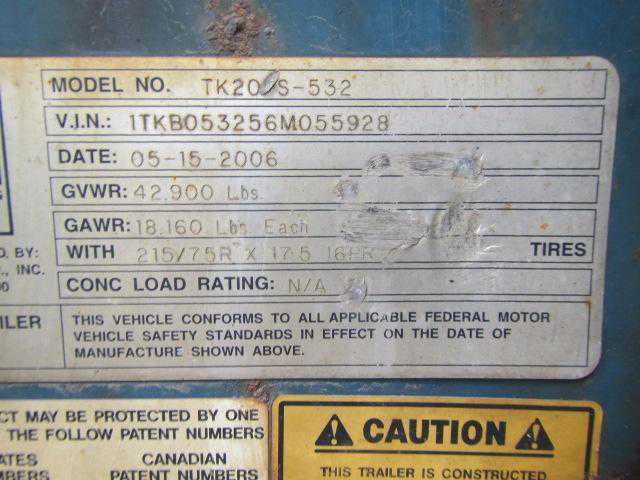 MODEL NO.
V.I.N.: 1TKB053256M055928
DATE: 05-15-2006
GVWR: 42,900 Lbs
GAWR: 18,160 Lbs Each
D. BY: WITH 215/75R X 17.5 16PR TIRES
., INC.
00 CONC LOAD RATING: N/A
ILER
THIS VEHICLE CONFORMS TO ALL APPLICABLE FEDERAL MOTOR
VEHICLE SAFETY STANDARDS IN EFFECT ON THE DATE OF
MANUFACTURE SHOWN ABOVE.
CT MAY BE PROTECTED BY ONE
THE FOLLOW PATENT NUMBERS
ATES CANADIAN
MBERS PATENT NUMBERS
CAUTION
THIS TRAILER IS CONSTRUCTED